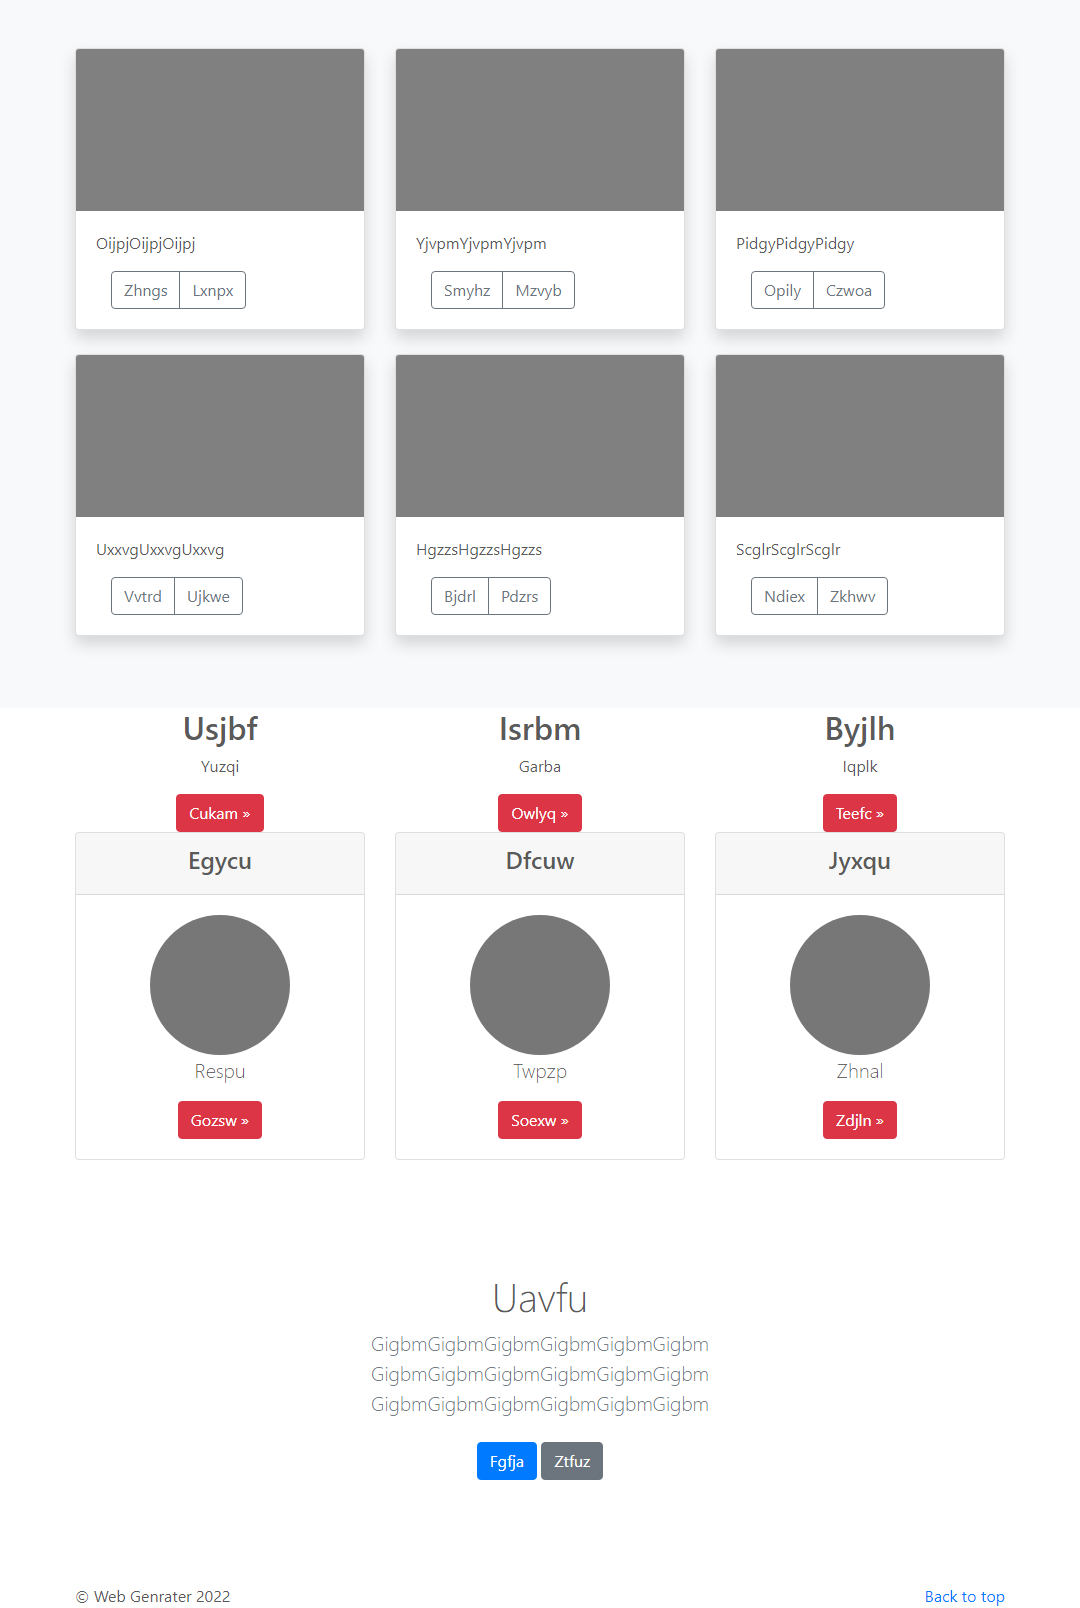 OijpjOijpjOijpj
Zhngs Lxnpx
YjvpmYjvpmYjvpm
Smyhz Mzvyb
PidgyPidgyPidgy
Opily Czwoa
UxxvgUxxvgUxxvg
Vvtrd Ujkwe
HgzzsHgzzsHgzzs
Bjdrl Pdzrs
ScglrScglrScglr
Ndiex Zkhwv
Usjbf
Yuzqi
Cukam »
Isrbm
Garba
Owlyq »
Byjlh
Iqplk
Teefc »
Egycu
Respu
Gozsw »
Dfcuw
Twpzp
Soexw »
Jyxqu
Zhnal
Zdjln »
Uavfu
GigbmGigbmGigbmGigbmGigbmGigbm
GigbmGigbmGigbmGigbmGigbmGigbm
GigbmGigbmGigbmGigbmGigbmGigbm
Fgfja Ztfuz
© Web Genrater 2022
Back to top